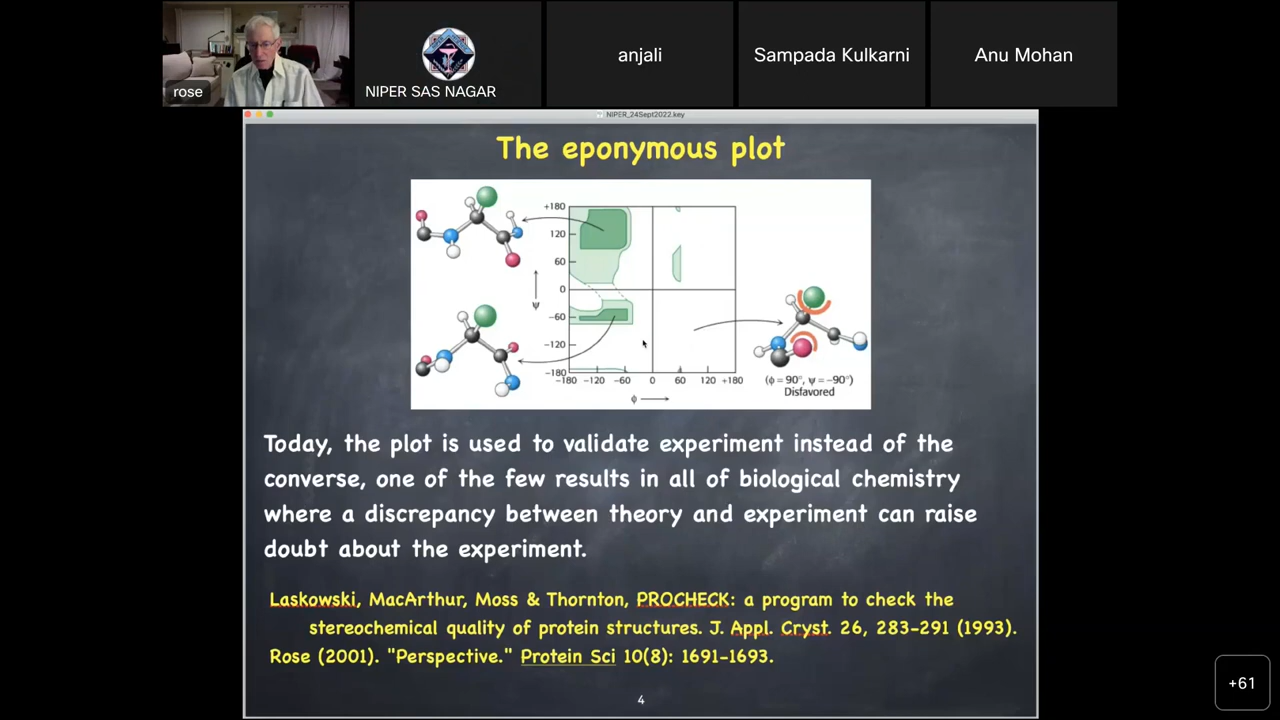 rose
NIPER SAS NAGAR
anjali
Sampada Kulkarni
Anu Mohan
NIPER_24Sept2022.key
The eponymous plot
+180
120
60
0
-60
-120
-180
ψ
-180 -120 -60 0 60 120 +180
ϕ
(ϕ = 90°, ψ = -90°)
Disfavored
Today, the plot is used to validate experiment instead of the
converse, one of the few results in all of biological chemistry
where a discrepancy between theory and experiment can raise
doubt about the experiment.
Laskowski, MacArthur, Moss & Thornton, PROCHECK: a program to check the
stereochemical quality of protein structures. J. Appl. Cryst. 26, 283-291 (1993).
Rose (2001). "Perspective." Protein Sci 10(8): 1691-1693.
4
+61